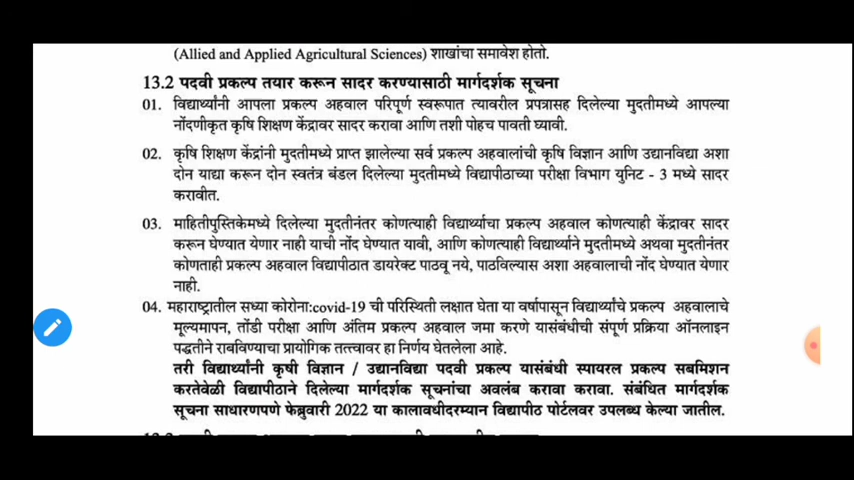 (Allied and Applied Agricultural Sciences) शाखांचा समावेश होतो.
13.2 पदवी प्रकल्प तयार करून सादर करण्यासाठी मार्गदर्शक सूचना
01. विद्यार्थ्यांनी आपला प्रकल्प अहवाल परिपूर्ण स्वरूपात त्यावरील प्रपत्रासह दिलेल्या मुदतीमध्ये आपल्या
नोंदणीकृत कृषि शिक्षण केंद्रावर सादर करावा आणि तशी पोहच पावती घ्यावी.
02. कृषि शिक्षण केंद्रांनी मुदतीमध्ये प्राप्त झालेल्या सर्व प्रकल्प अहवालांची कृषि विज्ञान आणि उद्यानविद्या अशा
दोन याद्या करून दोन स्वतंत्र बंडल दिलेल्या मुदतीमध्ये विद्यापीठाच्या परीक्षा विभाग युनिट - 3 मध्ये सादर
करावीत.
03. माहितीपुस्तिकेमध्ये दिलेल्या मुदतीनंतर कोणत्याही विद्यार्थ्याचा प्रकल्प अहवाल कोणत्याही केंद्रावर सादर
करून घेण्यात येणार नाही याची नोंद घेण्यात यावी, आणि कोणत्याही विद्यार्थ्याने मुदतीमध्ये अथवा मुदतीनंतर
कोणताही प्रकल्प अहवाल विद्यापीठात डायरेक्ट पाठवू नये, पाठविल्यास अशा अहवालाची नोंद घेण्यात येणार
नाही.
04. महाराष्ट्रातील सध्या कोरोना:covid-19 ची परिस्थिती लक्षात घेता या वर्षापासून विद्यार्थ्यांचे प्रकल्प अहवालाचे
मूल्यमापन, तोंडी परीक्षा आणि अंतिम प्रकल्प अहवाल जमा करणे यासंबंधीची संपूर्ण प्रक्रिया ऑनलाइन
पद्धतीने राबविण्याचा प्रायोगिक तत्त्वावर हा निर्णय घेतलेला आहे.
तरी विद्यार्थ्यांनी कृषी विज्ञान / उद्यानविद्या पदवी प्रकल्प यासंबंधी स्पायरल प्रकल्प सबमिशन
करतेवेळी विद्यापीठाने दिलेल्या मार्गदर्शक सूचनांचा अवलंब करावा करावा. संबंधित मार्गदर्शक
सूचना साधारणपणे फेब्रुवारी 2022 या कालावधीदरम्यान विद्यापीठ पोर्टलवर उपलब्ध केल्या जातील.